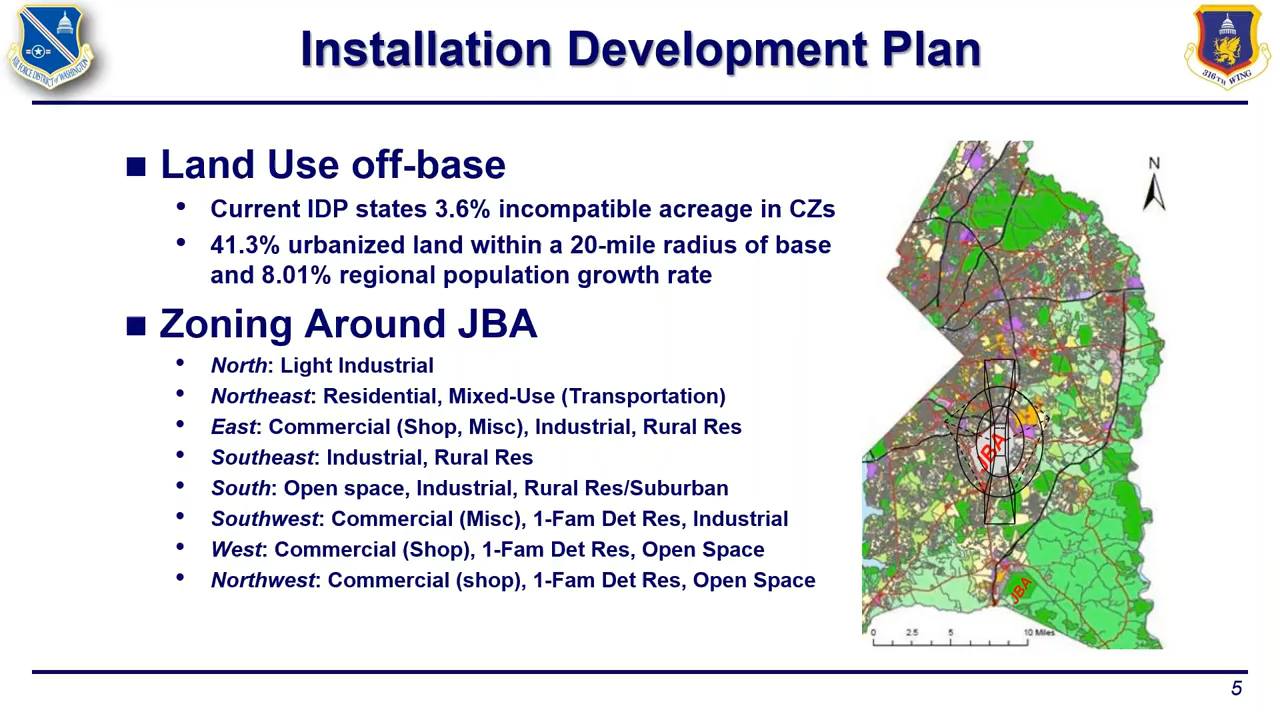 Installation Development Plan
AIR FORCE DISTRICT of WASHINGTON
316TH WING
■ Land Use off-base
• Current IDP states 3.6% incompatible acreage in CZs
• 41.3% urbanized land within a 20-mile radius of base
and 8.01% regional population growth rate
■ Zoning Around JBA
• North: Light Industrial
• Northeast: Residential, Mixed-Use (Transportation)
• East: Commercial (Shop, Misc), Industrial, Rural Res
• Southeast: Industrial, Rural Res
• South: Open space, Industrial, Rural Res/Suburban
• Southwest: Commercial (Misc), 1-Fam Det Res, Industrial
• West: Commercial (Shop), 1-Fam Det Res, Open Space
• Northwest: Commercial (shop), 1-Fam Det Res, Open Space
N
JBA
JBA
0 2.5 5 10 Miles
5